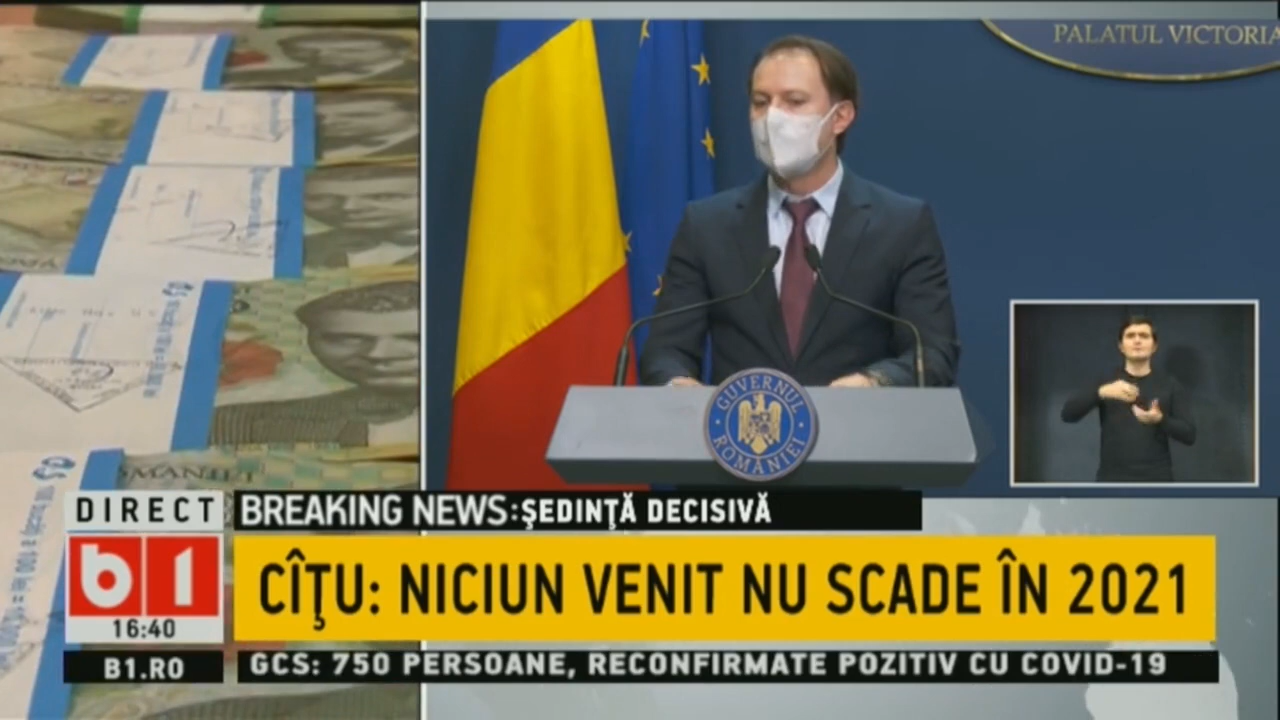 PALATUL VICTORIA
GUVERNUL
ROMÂNIEI
DIRECT
BREAKING NEWS: ŞEDINŢĂ DECISIVĂ
b1
CÎŢU: NICIUN VENIT NU SCADE ÎN 2021
16:40
B1.RO
GCS: 750 PERSOANE, RECONFIRMATE POZITIV CU COVID-19